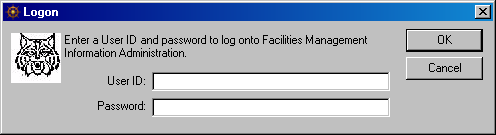 Logon
Enter a User ID and password to log onto Facilities Management
Information Administration.
OK
Cancel
User ID:
Password: